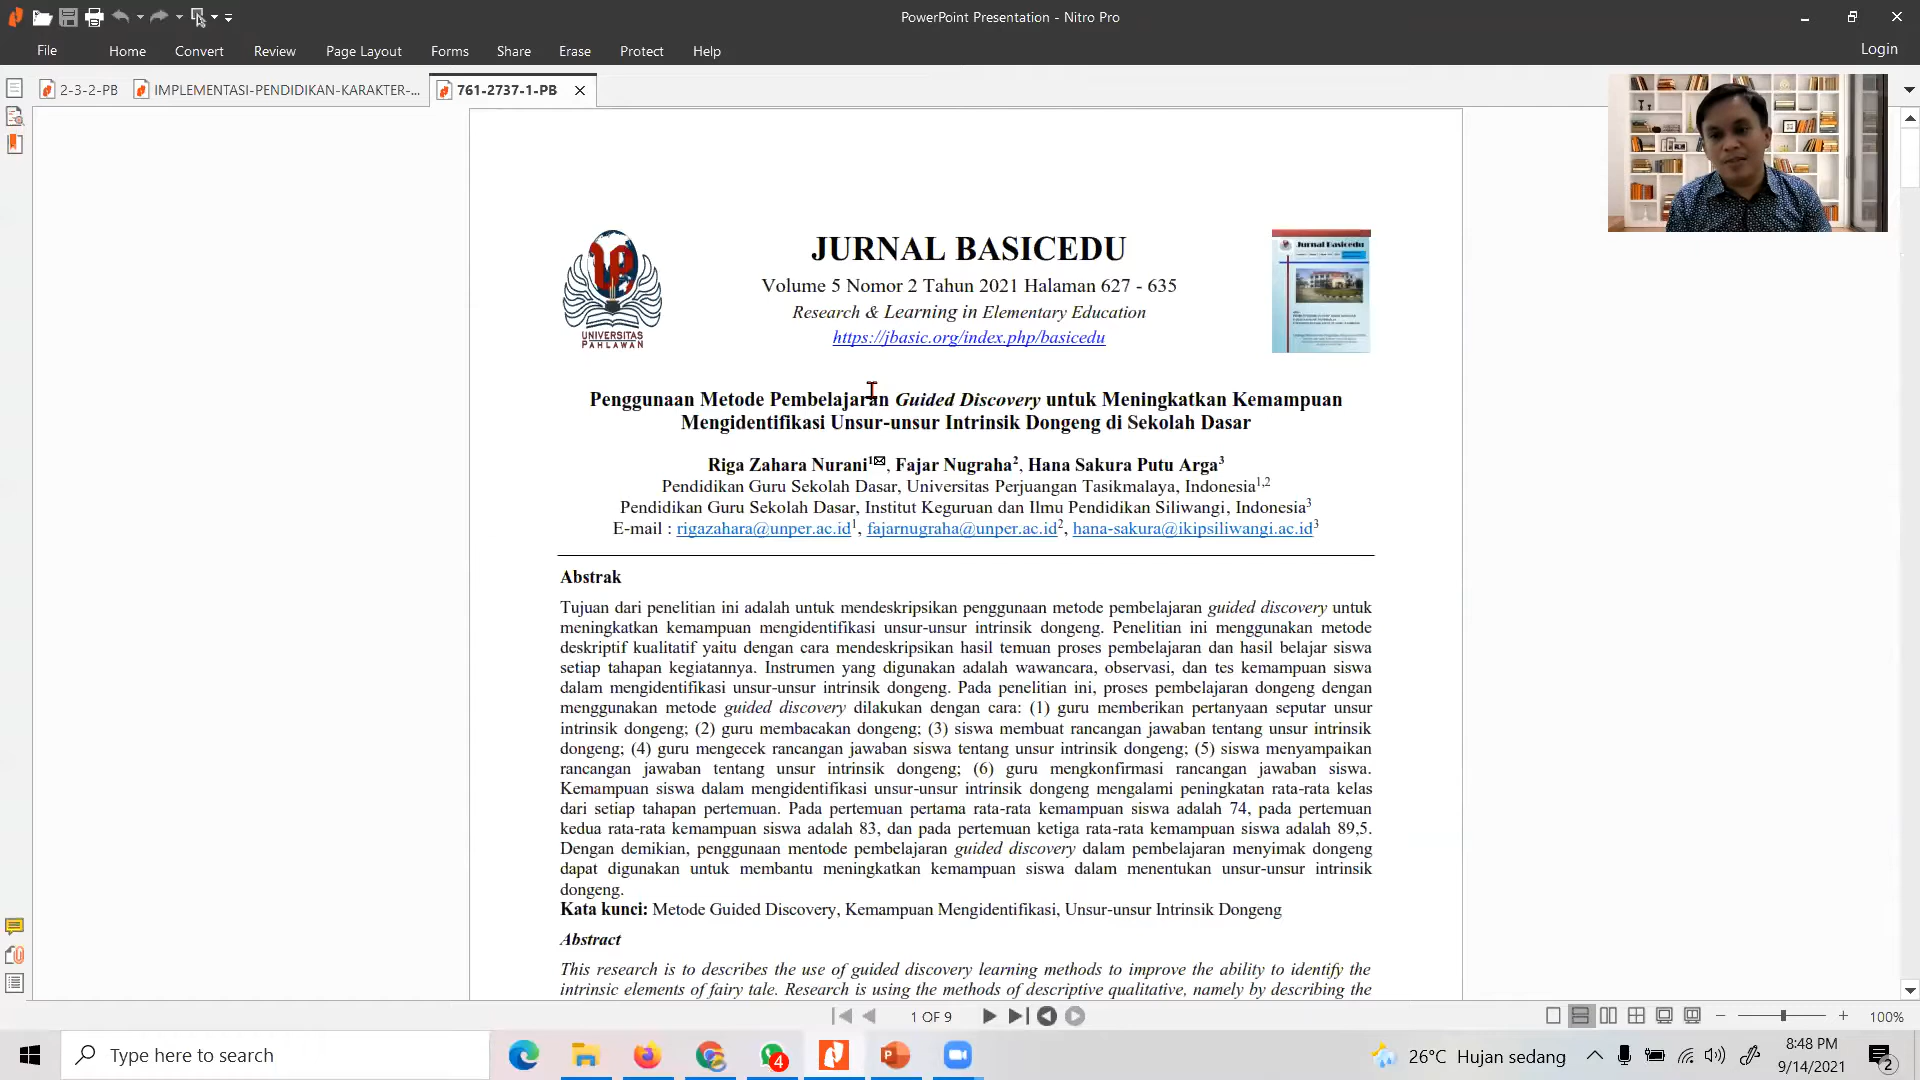 PowerPoint Presentation - Nitro Pro
File Home Convert Review Page Layout Forms Share Erase Protect Help Login
2-3-2-PB IMPLEMENTASI-PENDIDIKAN-KARAKTER-... 761-2737-1-PB
JURNAL BASICEDU
Volume 5 Nomor 2 Tahun 2021 Halaman 627 - 635
Research & Learning in Elementary Education
https://jbasic.org/index.php/basicedu
UNIVERSITAS
PAHLAWAN
Jurnal Basicedu
Penggunaan Metode Pembelajaran Guided Discovery untuk Meningkatkan Kemampuan
Mengidentifikasi Unsur-unsur Intrinsik Dongeng di Sekolah Dasar
Riga Zahara Nurani¹✉, Fajar Nugraha², Hana Sakura Putu Arga³
Pendidikan Guru Sekolah Dasar, Universitas Perjuangan Tasikmalaya, Indonesia¹,²
Pendidikan Guru Sekolah Dasar, Institut Keguruan dan Ilmu Pendidikan Siliwangi, Indonesia³
E-mail : rigazahara@unper.ac.id¹, fajarnugraha@unper.ac.id², hana-sakura@ikipsiliwangi.ac.id³
Abstrak
Tujuan dari penelitian ini adalah untuk mendeskripsikan penggunaan metode pembelajaran guided discovery untuk
meningkatkan kemampuan mengidentifikasi unsur-unsur intrinsik dongeng. Penelitian ini menggunakan metode
deskriptif kualitatif yaitu dengan cara mendeskripsikan hasil temuan proses pembelajaran dan hasil belajar siswa
setiap tahapan kegiatannya. Instrumen yang digunakan adalah wawancara, observasi, dan tes kemampuan siswa
dalam mengidentifikasi unsur-unsur intrinsik dongeng. Pada penelitian ini, proses pembelajaran dongeng dengan
menggunakan metode guided discovery dilakukan dengan cara: (1) guru memberikan pertanyaan seputar unsur
intrinsik dongeng; (2) guru membacakan dongeng; (3) siswa membuat rancangan jawaban tentang unsur intrinsik
dongeng; (4) guru mengecek rancangan jawaban siswa tentang unsur intrinsik dongeng; (5) siswa menyampaikan
rancangan jawaban tentang unsur intrinsik dongeng; (6) guru mengkonfirmasi rancangan jawaban siswa.
Kemampuan siswa dalam mengidentifikasi unsur-unsur intrinsik dongeng mengalami peningkatan rata-rata kelas
dari setiap tahapan pertemuan. Pada pertemuan pertama rata-rata kemampuan siswa adalah 74, pada pertemuan
kedua rata-rata kemampuan siswa adalah 83, dan pada pertemuan ketiga rata-rata kemampuan siswa adalah 89,5.
Dengan demikian, penggunaan mentode pembelajaran guided discovery dalam pembelajaran menyimak dongeng
dapat digunakan untuk membantu meningkatkan kemampuan siswa dalam menentukan unsur-unsur intrinsik
dongeng.
Kata kunci: Metode Guided Discovery, Kemampuan Mengidentifikasi, Unsur-unsur Intrinsik Dongeng
Abstract
This research is to describes the use of guided discovery learning methods to improve the ability to identify the
intrinsic elements of fairy tale. Research is using the methods of descriptive qualitative, namely by describing the
1 OF 9
100%
Type here to search
4
26°C Hujan sedang
8:48 PM
9/14/2021
2